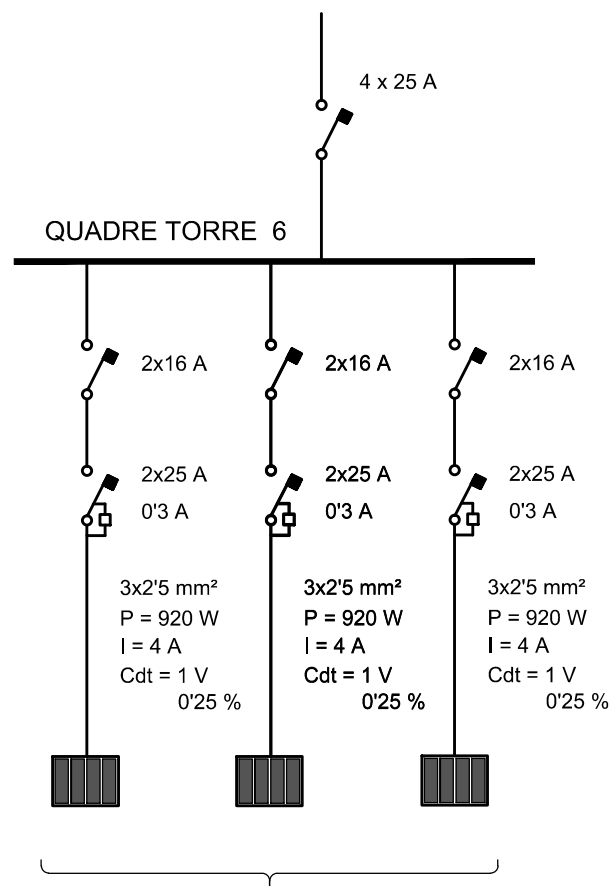 4 x 25 A
QUADRE TORRE 6
2x16 A
2x16 A
2x16 A
2x25 A
0'3 A
2x25 A
0'3 A
2x25 A
0'3 A
3x2'5 mm²
P = 920 W
I = 4 A
Cdt = 1 V
0'25 %
3x2'5 mm²
P = 920 W
I = 4 A
Cdt = 1 V
0'25 %
3x2'5 mm²
P = 920 W
I = 4 A
Cdt = 1 V
0'25 %